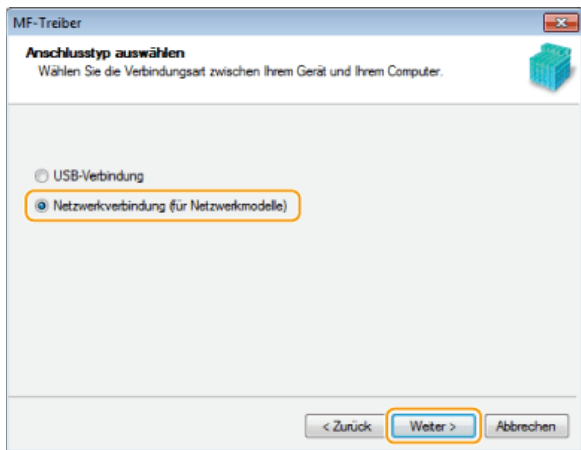 MF-Treiber
Anschlusstyp auswählen
Wählen Sie die Verbindungsart zwischen Ihrem Gerät und Ihrem Computer.
USB-Verbindung
Netzwerkverbindung (für Netzwerkmodelle)
< Zurück Weiter > Abbrechen